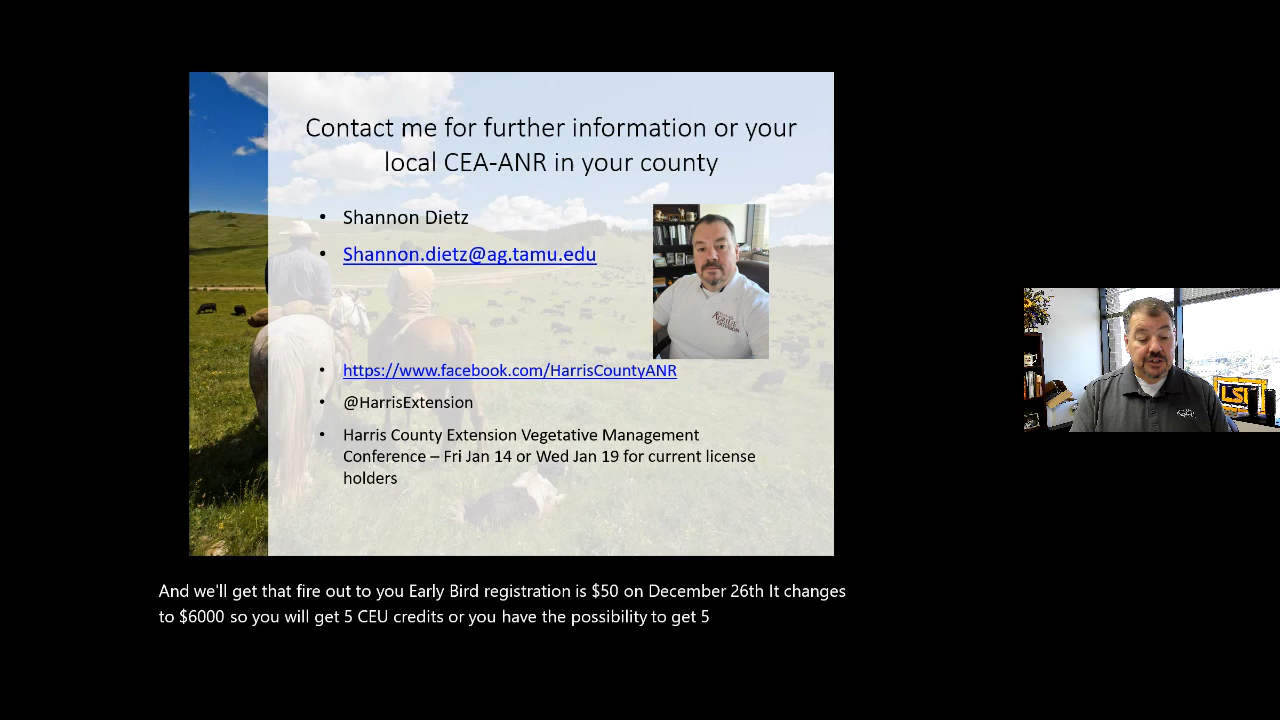 Contact me for further information or your
local CEA-ANR in your county
• Shannon Dietz
• Shannon.dietz@ag.tamu.edu
• https://www.facebook.com/HarrisCountyANR
• @HarrisExtension
• Harris County Extension Vegetative Management
Conference – Fri Jan 14 or Wed Jan 19 for current license
holders
And we'll get that fire out to you Early Bird registration is $50 on December 26th It changes
to $6000 so you will get 5 CEU credits or you have the possibility to get 5